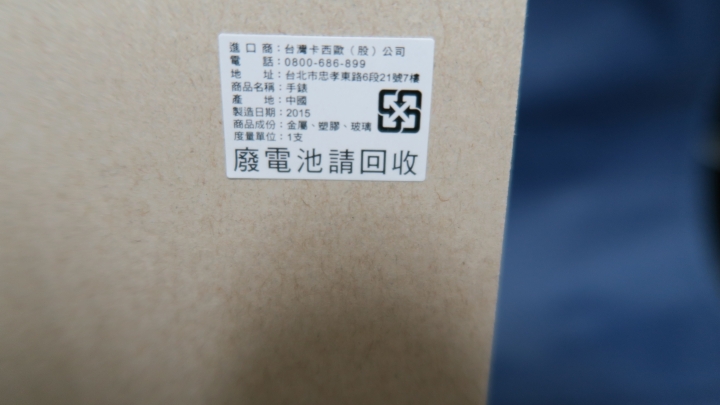 進口商：台灣卡西歐（股）公司
電　話：0800-686-899
地　址：台北市忠孝東路6段21號7樓
商品名稱：手錶
產　地：中國
製造日期：2015
商品成份：金屬、塑膠、玻璃
度量單位：1支
廢電池請回收